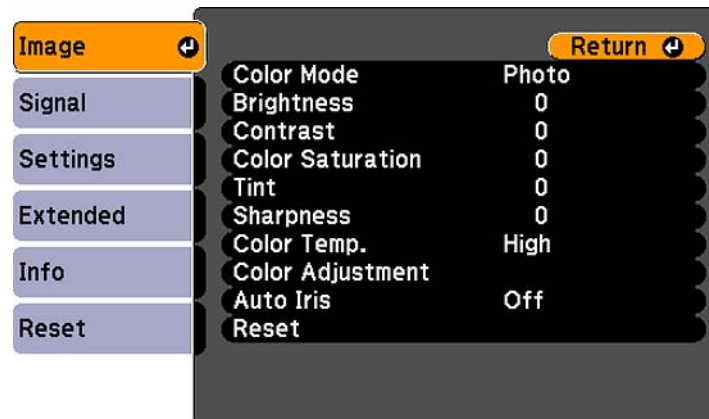 Image
Signal
Settings
Extended
Info
Reset
Return
Color Mode Photo
Brightness 0
Contrast 0
Color Saturation 0
Tint 0
Sharpness 0
Color Temp. High
Color Adjustment
Auto Iris Off
Reset